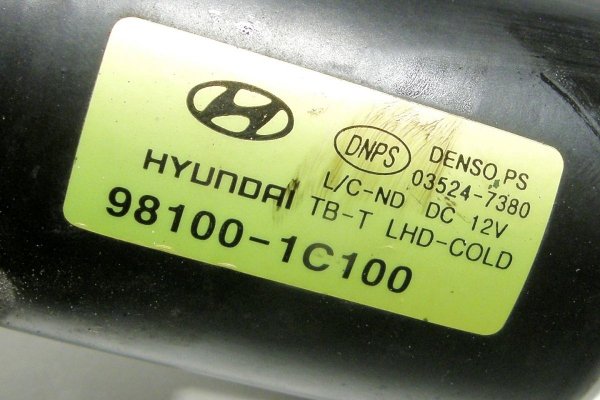 HYUNDAI
98100-1C100
DNPS
DENSO PS
03524-7380
L/C-ND DC 12V
TB-T LHD-COLD